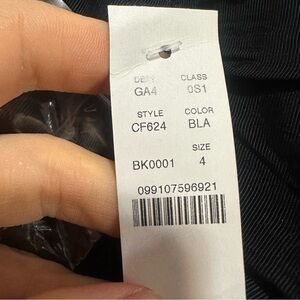 DEPT CLASS
GA4 0S1
STYLE COLOR
CF624 BLA
SIZE
BK0001 4
099107596921